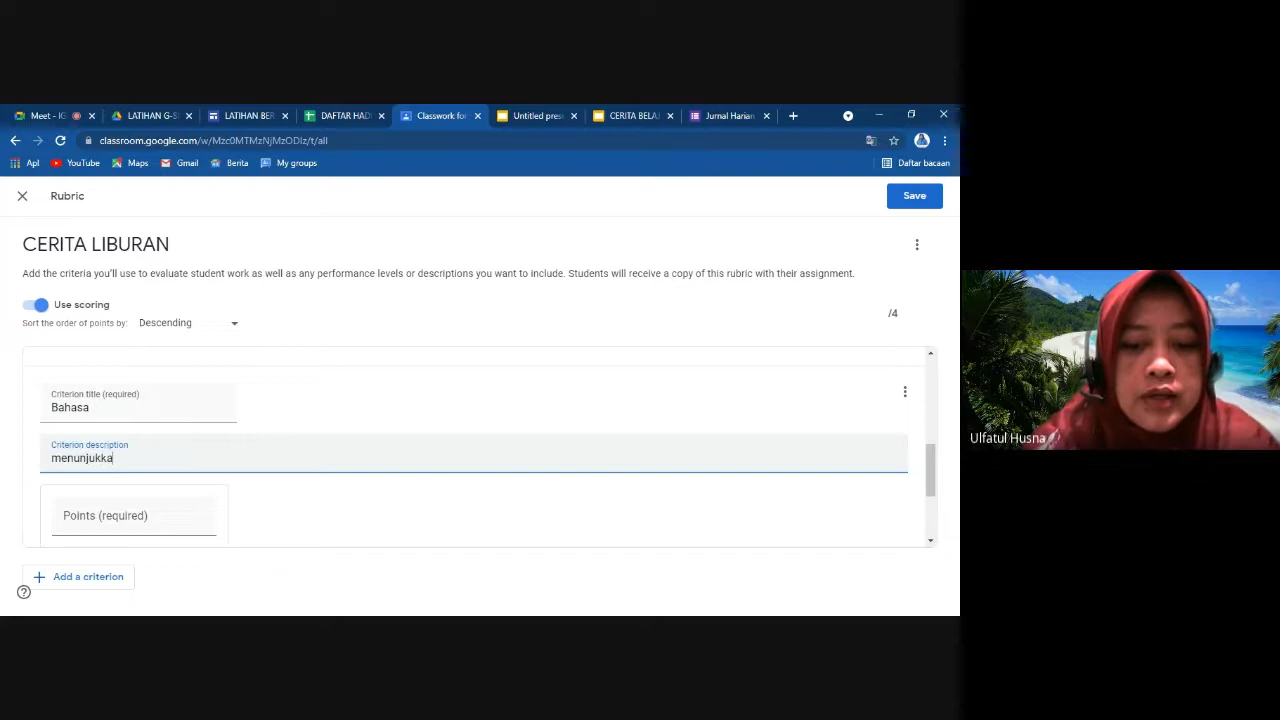 Meet - IG
LATIHAN G-SI
LATIHAN BER
DAFTAR HAD
Classwork for
Untitled pres
CERITA BELAJ
Jurnal Harian
classroom.google.com/w/Mzc0MTMzNjMzODIz/t/all
Apl
YouTube
Maps
Gmail
Berita
My groups
Daftar bacaan
Rubric
Save
CERITA LIBURAN
Add the criteria you'll use to evaluate student work as well as any performance levels or descriptions you want to include. Students will receive a copy of this rubric with their assignment.
Use scoring
Sort the order of points by: Descending
/4
Criterion title (required)
Bahasa
Criterion description
menunjukka
Points (required)
+ Add a criterion
Ulfatul Husna